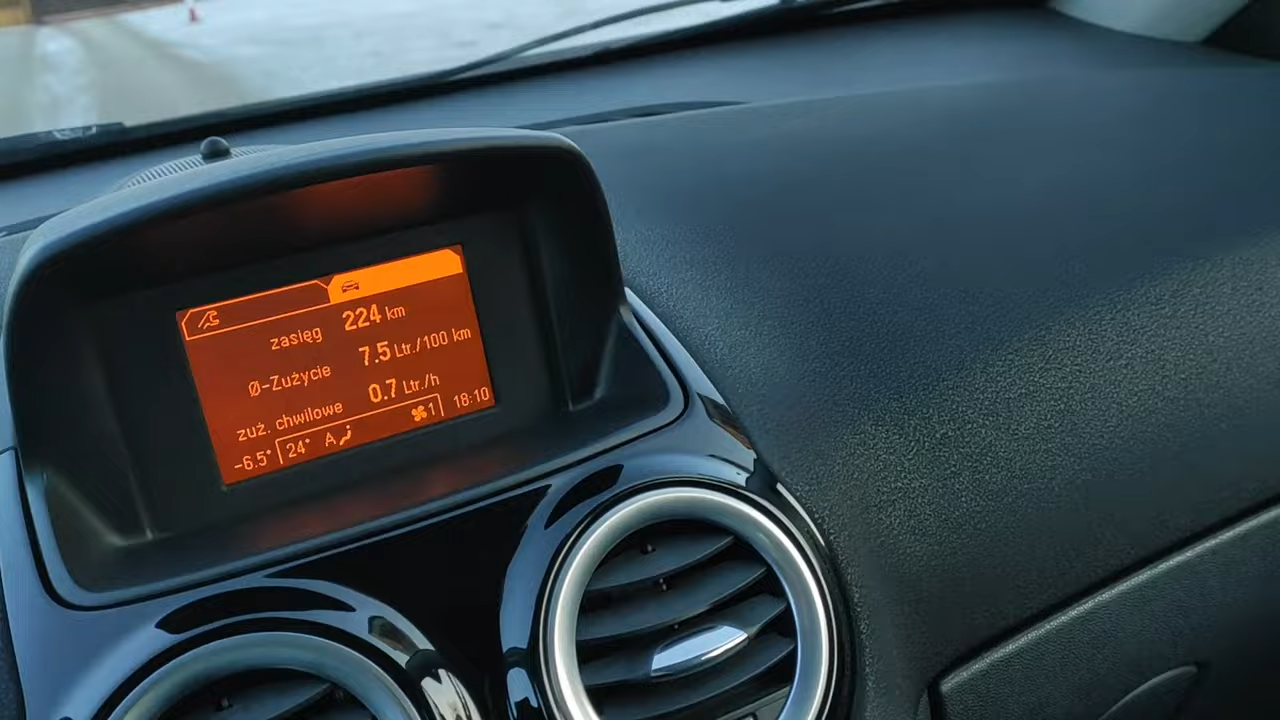 zasięg 224 km
Ø-Zużycie 7.5 Ltr./100 km
zuż. chwilowe 0.7 Ltr./h
-6.5° 24° A 1 18:10